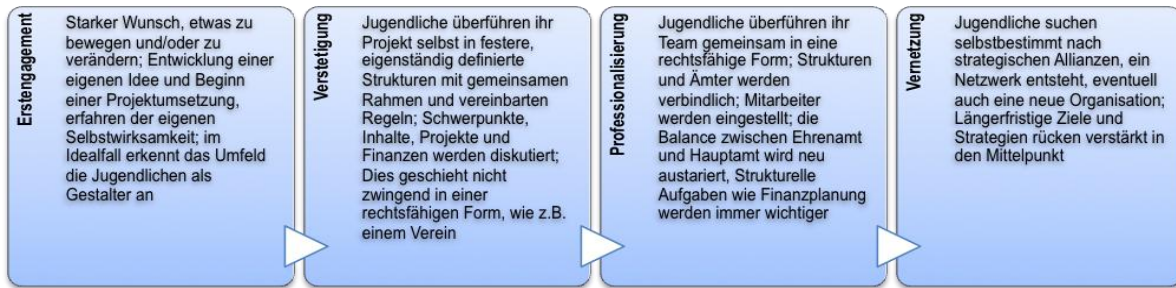 Erstengagement
Starker Wunsch, etwas zu
bewegen und/oder zu
verändern; Entwicklung einer
eigenen Idee und Beginn
einer Projektumsetzung,
erfahren der eigenen
Selbstwirksamkeit; im
Idealfall erkennt das Umfeld
die Jugendlichen als
Gestalter an
Verstetigung
Jugendliche überführen ihr
Projekt selbst in festere,
eigenständig definierte
Strukturen mit gemeinsamen
Rahmen und vereinbarten
Regeln; Schwerpunkte,
Inhalte, Projekte und
Finanzen werden diskutiert;
Dies geschieht nicht
zwingend in einer
rechtsfähigen Form, wie z.B.
einem Verein
Professionalisierung
Jugendliche überführen ihr
Team gemeinsam in eine
rechtsfähige Form; Strukturen
und Ämter werden
verbindlich; Mitarbeiter
werden eingestellt; die
Balance zwischen Ehrenamt
und Hauptamt wird neu
austariert, Strukturelle
Aufgaben wie Finanzplanung
werden immer wichtiger
Vernetzung
Jugendliche suchen
selbstbestimmt nach
strategischen Allianzen, ein
Netzwerk entsteht, eventuell
auch eine neue Organisation;
Längerfristige Ziele und
Strategien rücken verstärkt in
den Mittelpunkt